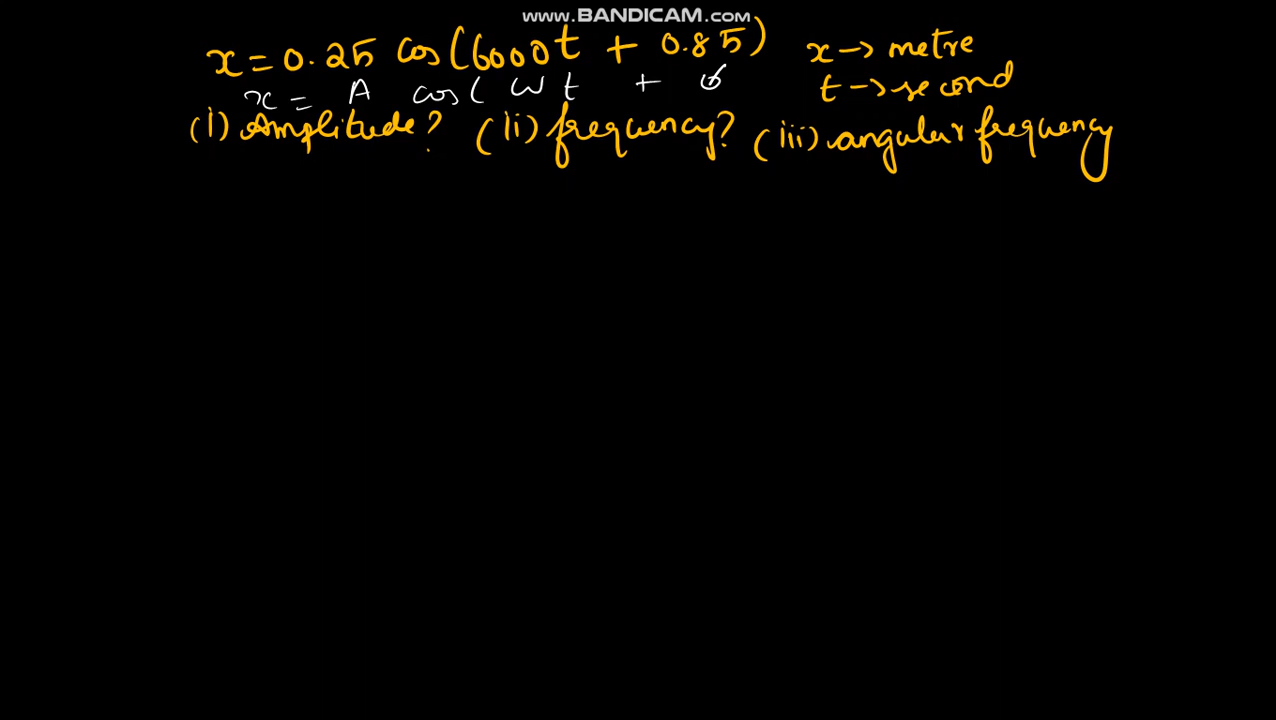 www.BANDICAM.com
x = 0.25 cos(6000t + 0.85) x → metre
x = A cos( ωt + ϕ t → second
(i) Amplitude? (ii) frequency? (iii) angular frequency